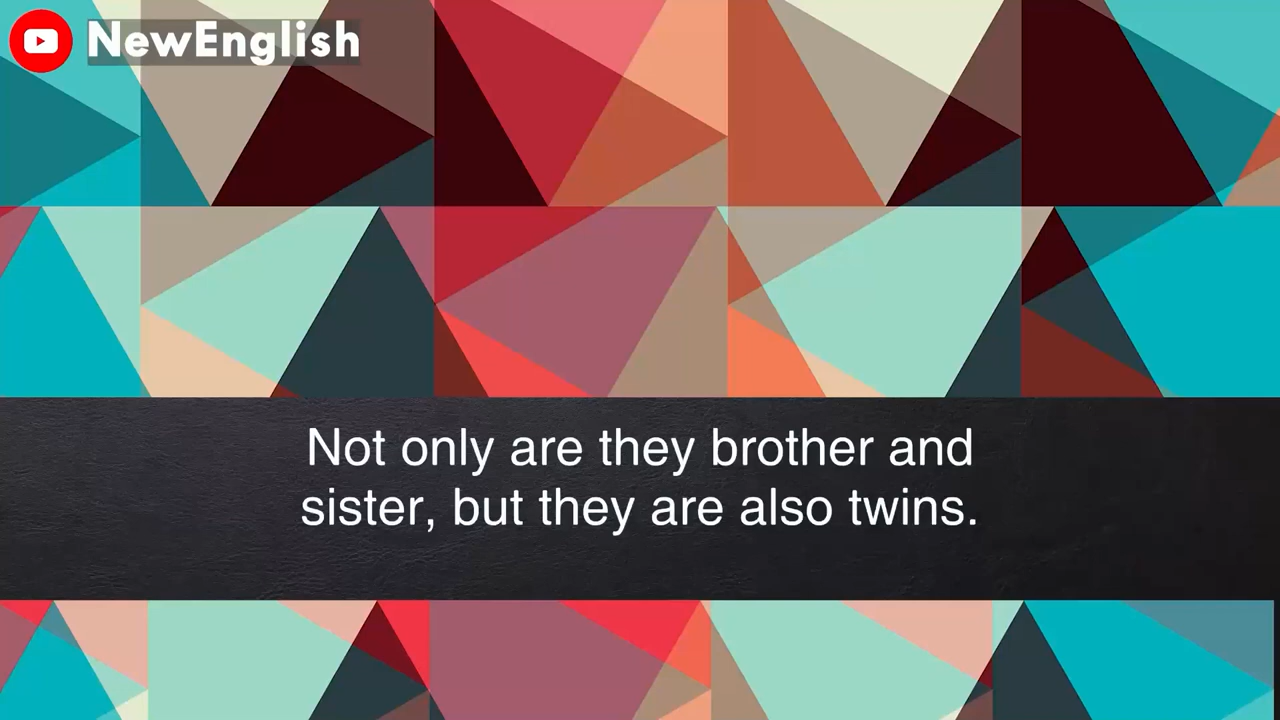 NewEnglish
Not only are they brother and
sister, but they are also twins.